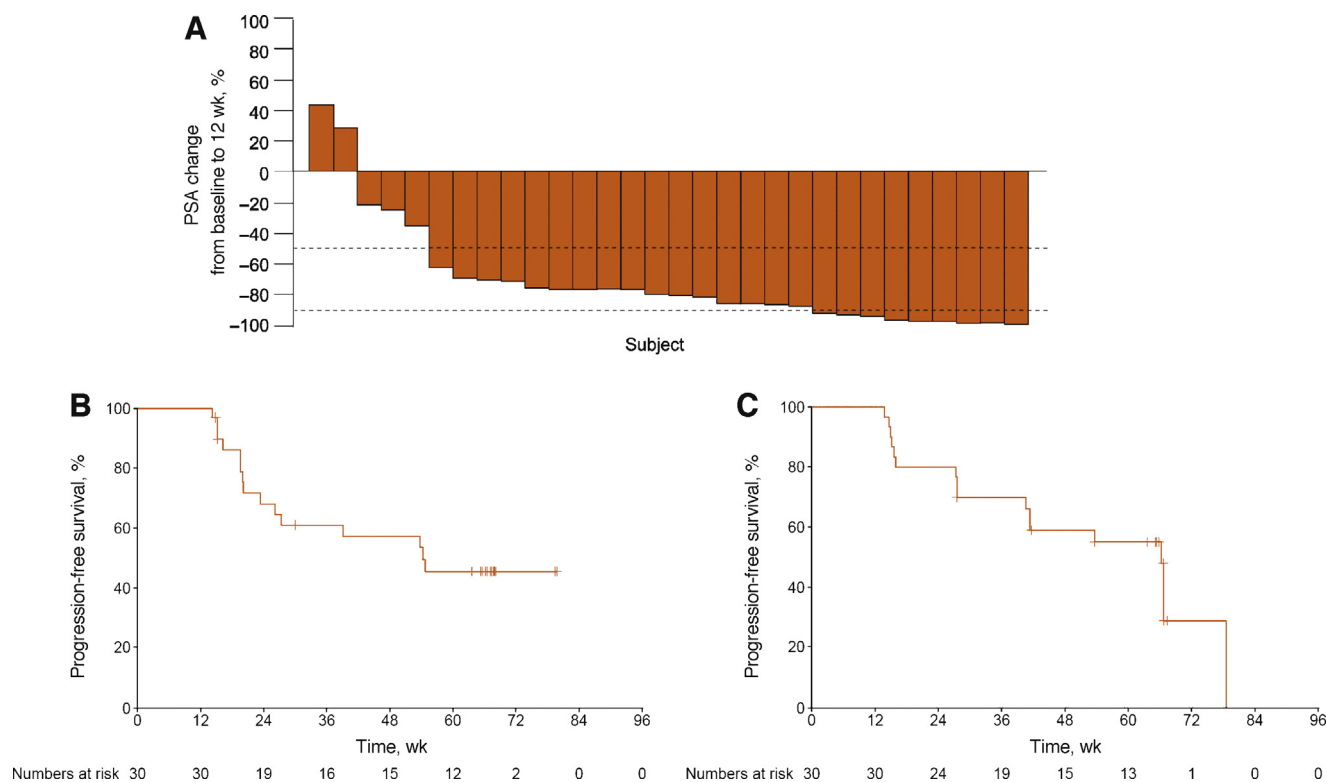 A
PSA change
from baseline to 12 wk, %
100
80
60
40
20
0
−20
−40
−60
−80
−100
Subject
B
Progression-free survival, %
100
80
60
40
20
0
0 12 24 36 48 60 72 84 96
Time, wk
Numbers at risk 30 30 19 16 15 12 2 0 0
C
Progression-free survival, %
100
80
60
40
20
0
0 12 24 36 48 60 72 84 96
Time, wk
Numbers at risk 30 30 24 19 15 13 1 0 0